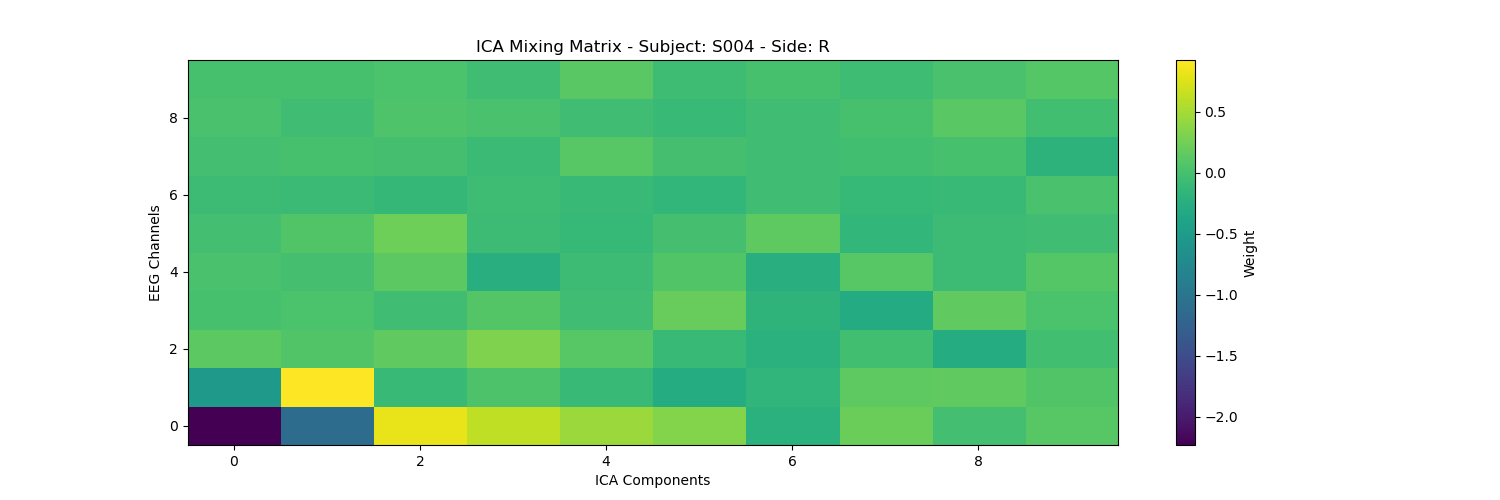 ICA Mixing Matrix - Subject: S004 - Side: R
8
6
4
2
0
EEG Channels
0 2 4 6 8
ICA Components
0.5
0.0
−0.5
−1.0
−1.5
−2.0
Weight